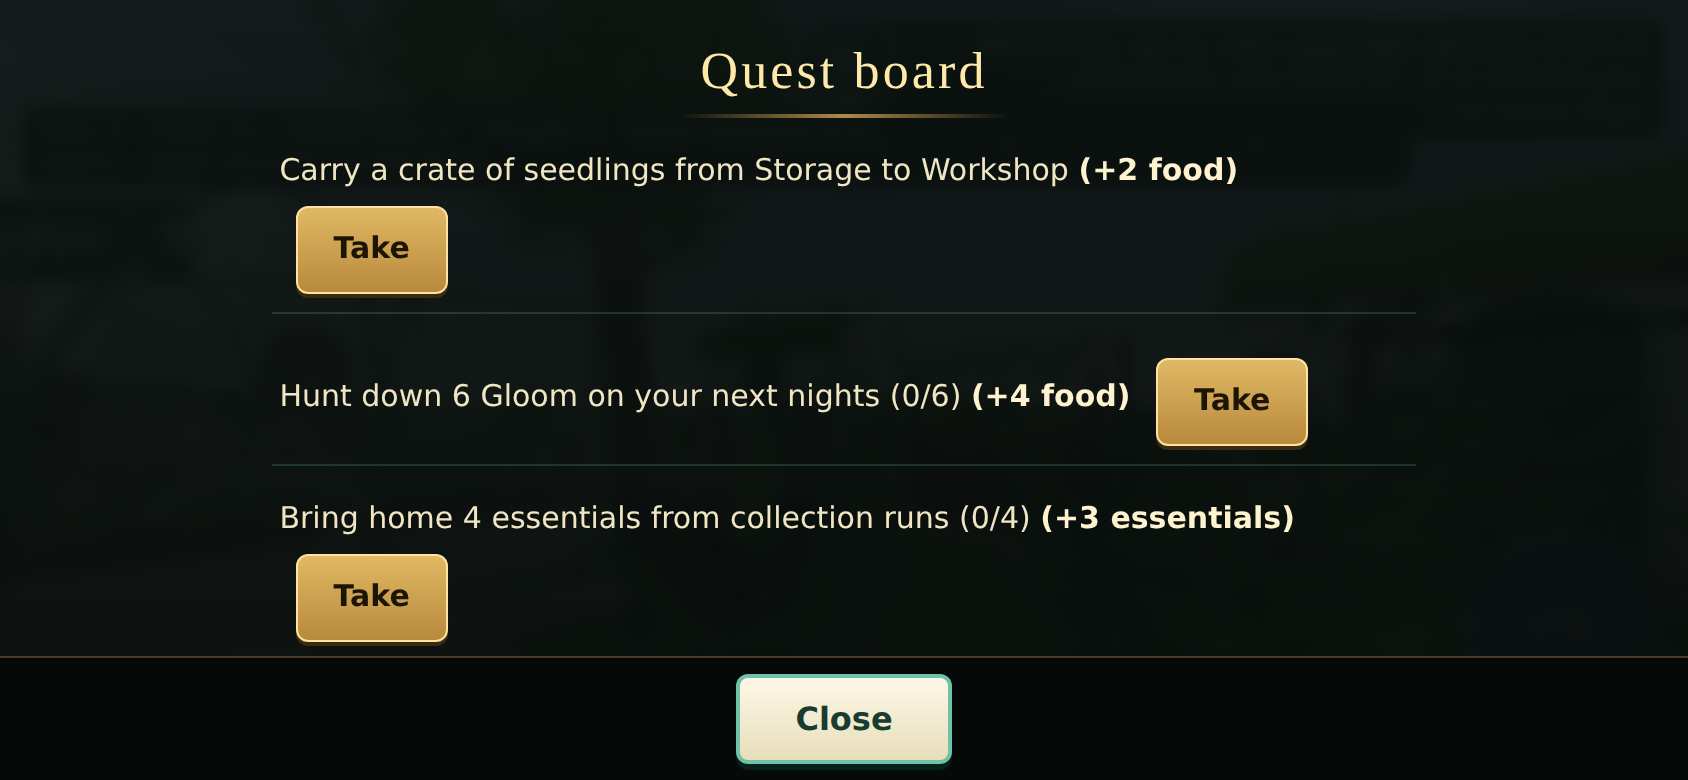 Quest board
Carry a crate of seedlings from Storage to Workshop (+2 food)
Take
Hunt down 6 Gloom on your next nights (0/6) (+4 food) Take
Bring home 4 essentials from collection runs (0/4) (+3 essentials)
Take
Close